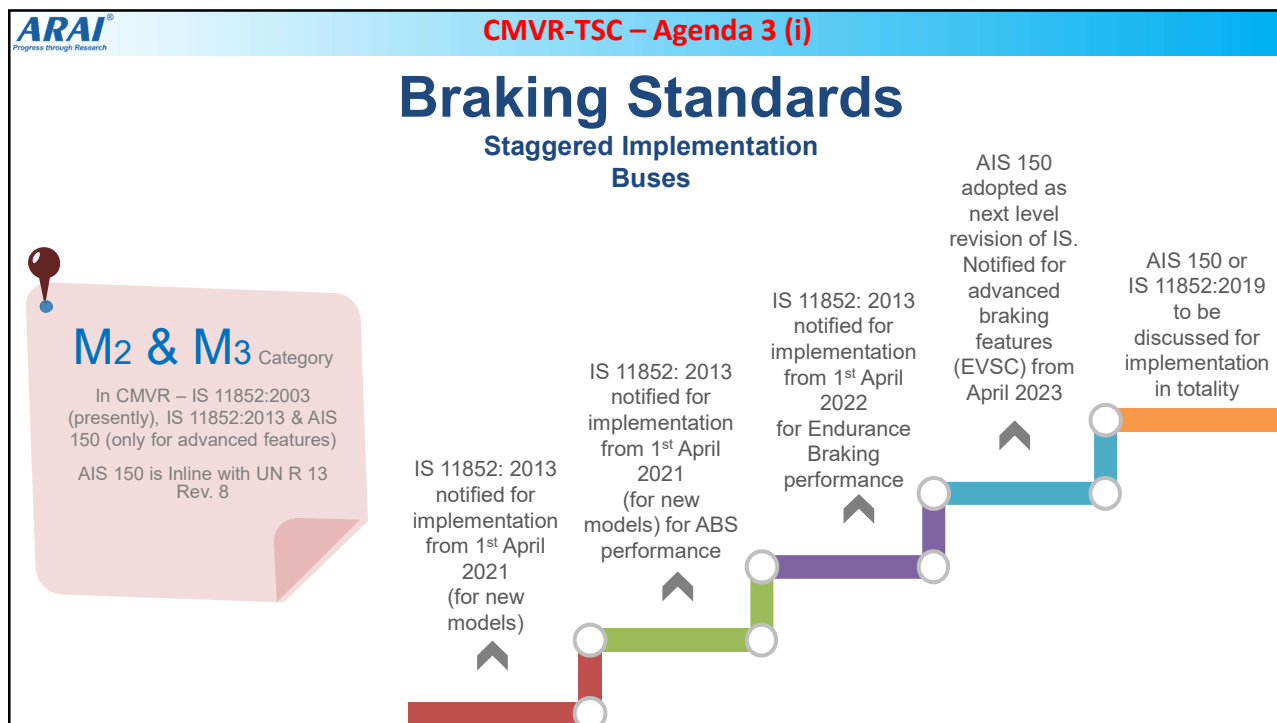 ARAI®
Progress through Research
CMVR-TSC – Agenda 3 (i)
Braking Standards
Staggered Implementation
Buses
M2 & M3 Category
In CMVR – IS 11852:2003
(presently), IS 11852:2013 & AIS
150 (only for advanced features)
AIS 150 is Inline with UN R 13
Rev. 8
IS 11852: 2013
notified for
implementation
from 1st April
2021
(for new
models)
IS 11852: 2013
notified for
implementation
from 1st April
2021
(for new
models) for ABS
performance
IS 11852: 2013
notified for
implementation
from 1st April
2022
for Endurance
Braking
performance
AIS 150
adopted as
next level
revision of IS.
Notified for
advanced
braking
features
(EVSC) from
April 2023
AIS 150 or
IS 11852:2019
to be
discussed for
implementation
in totality